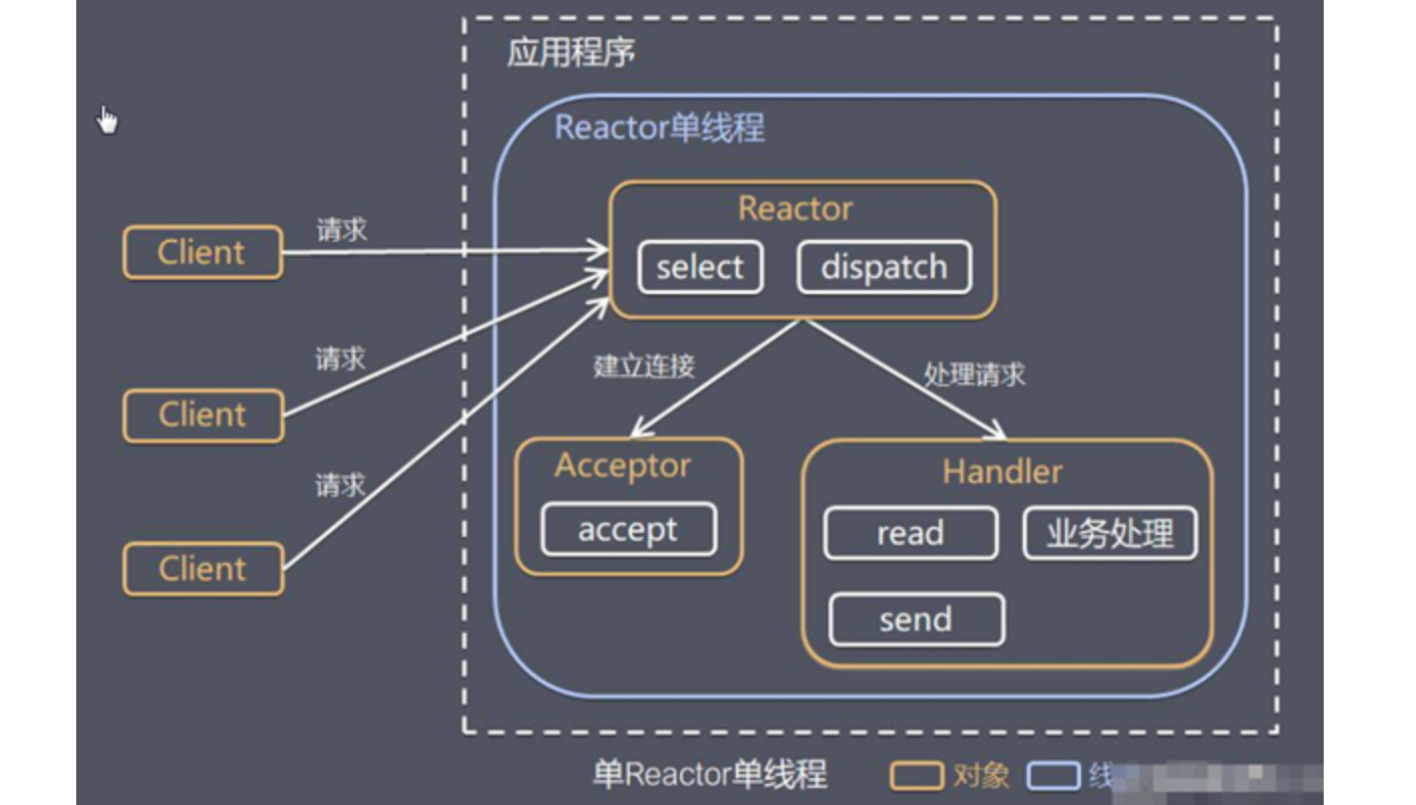 应用程序
Reactor单线程
Reactor
select
dispatch
Client
请求
Client
请求
Client
请求
建立连接
处理请求
Acceptor
accept
Handler
read
业务处理
send
单Reactor单线程
对象
线